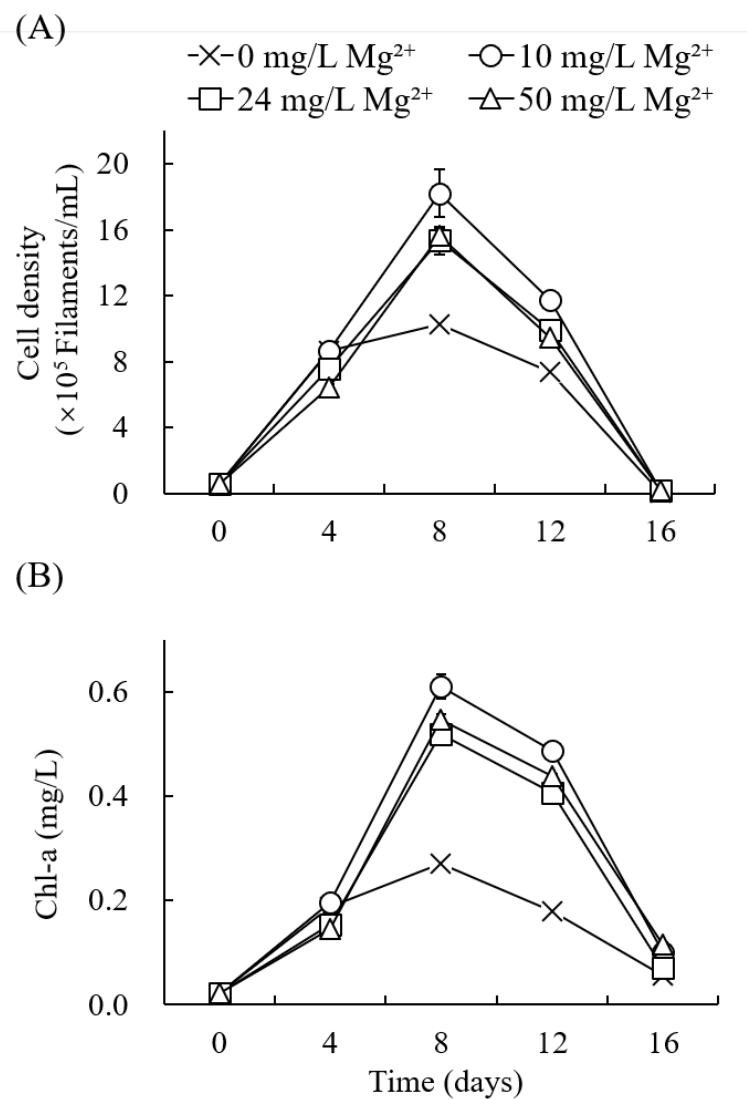 (A)
0 mg/L Mg²⁺ 10 mg/L Mg²⁺
24 mg/L Mg²⁺ 50 mg/L Mg²⁺
Cell density
(×10⁵ Filaments/mL)
20
16
12
8
4
0
0 4 8 12 16
(B)
Chl-a (mg/L)
0.6
0.4
0.2
0.0
0 4 8 12 16
Time (days)